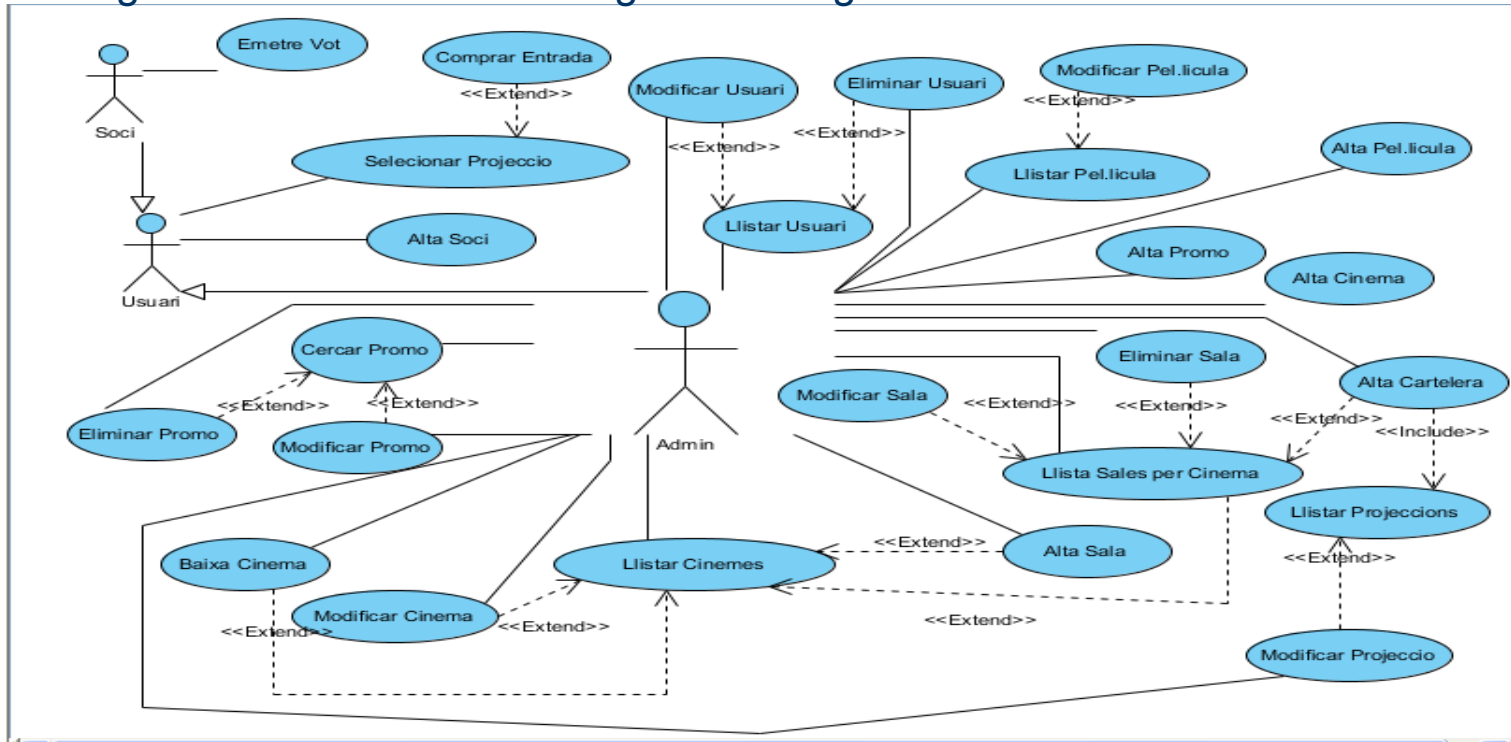 Emetre Vot
Comprar Entrada
<<Extend>>
Modificar Usuari
Eliminar Usuari
Modificar Pel.licula
<<Extend>>
Soci
<<Extend>>
<<Extend>>
Selecionar Projeccio
Llistar Pel.licula
Alta Pel.licula
Llistar Usuari
Alta Soci
Alta Promo
Alta Cinema
Usuari
Cercar Promo
Eliminar Sala
Alta Cartelera
Modificar Sala
<<Extend>>
<<Extend>>
<<Extend>>
<<Extend>>
<<Extend>>
<<Include>>
Eliminar Promo
Modificar Promo
Admin
Llista Sales per Cinema
Llistar Projeccions
<<Extend>>
Alta Sala
<<Extend>>
Baixa Cinema
Llistar Cinemes
Modificar Cinema
<<Extend>>
<<Extend>>
<<Extend>>
Modificar Projeccio